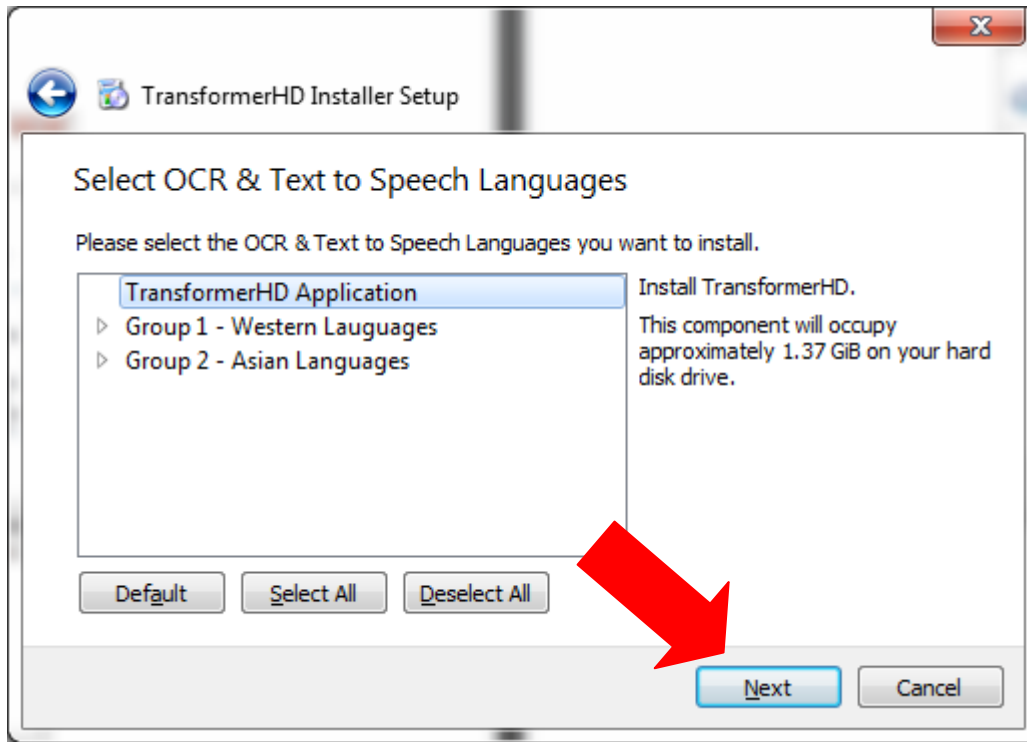 TransformerHD Installer Setup
Select OCR & Text to Speech Languages
Please select the OCR & Text to Speech Languages you want to install.
TransformerHD Application
Group 1 - Western Lauguages
Group 2 - Asian Languages
Install TransformerHD.
This component will occupy
approximately 1.37 GiB on your hard
disk drive.
Default
Select All
Deselect All
Next
Cancel